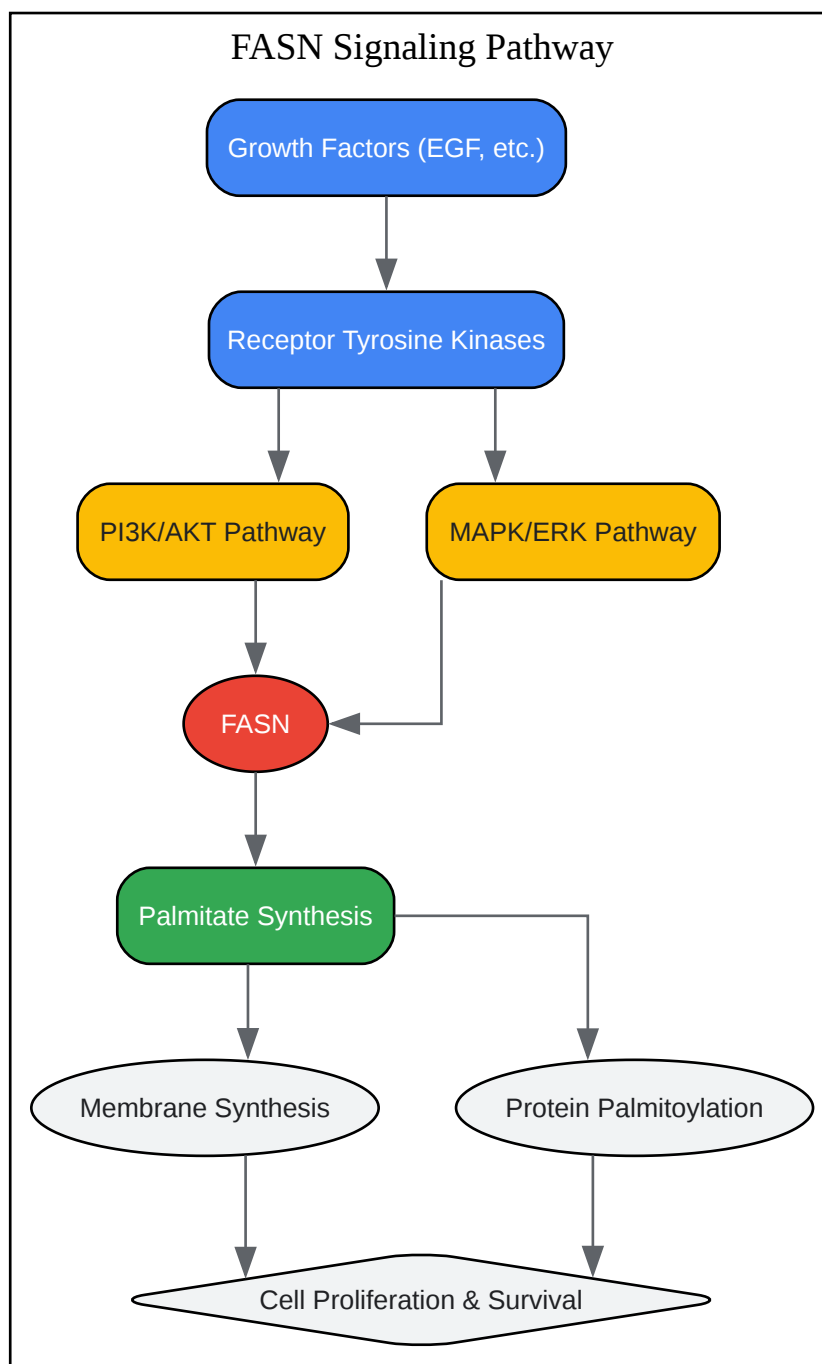 FASN Signaling Pathway
Growth Factors (EGF, etc.)
Receptor Tyrosine Kinases
PI3K/AKT Pathway
MAPK/ERK Pathway
FASN
Palmitate Synthesis
Membrane Synthesis
Protein Palmitoylation
Cell Proliferation & Survival